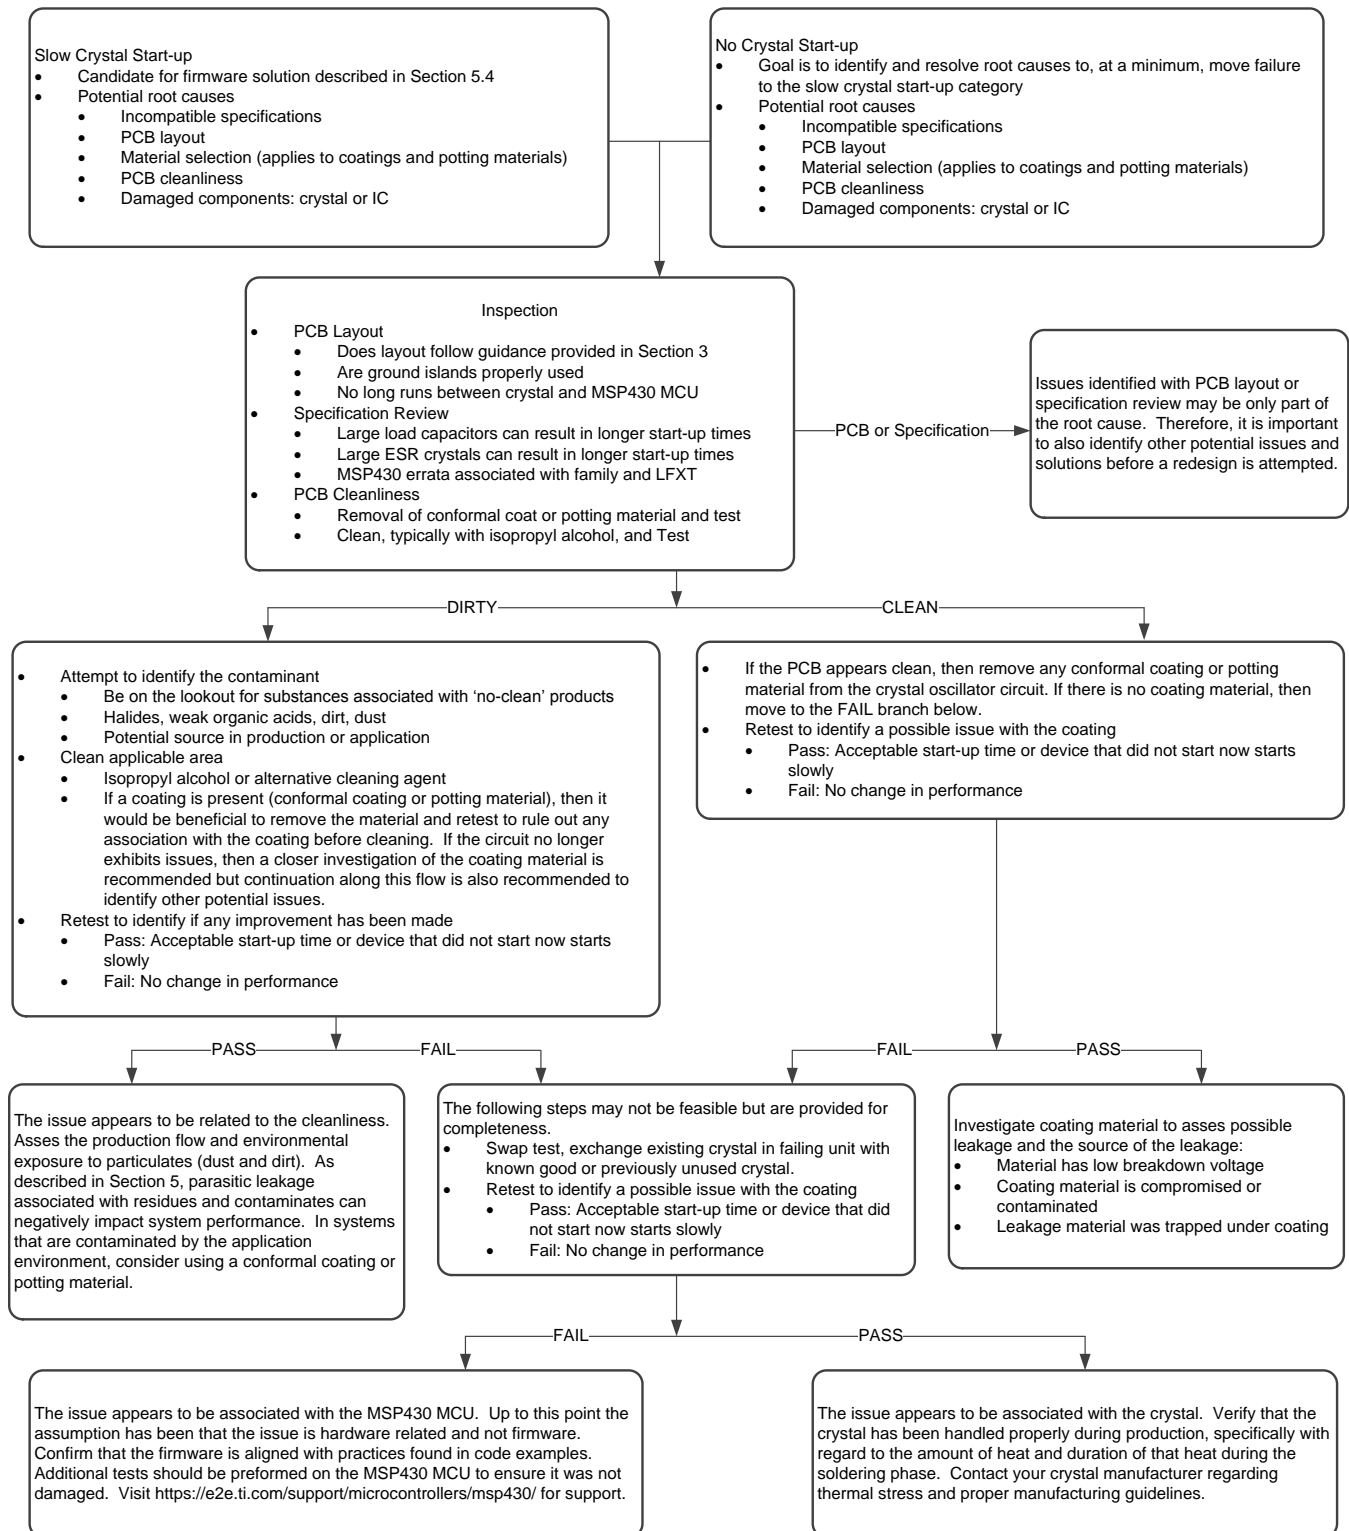 Slow Crystal Start-up
• Candidate for firmware solution described in Section 5.4
• Potential root causes
• Incompatible specifications
• PCB layout
• Material selection (applies to coatings and potting materials)
• PCB cleanliness
• Damaged components: crystal or IC
No Crystal Start-up
• Goal is to identify and resolve root causes to, at a minimum, move failure
to the slow crystal start-up category
• Potential root causes
• Incompatible specifications
• PCB layout
• Material selection (applies to coatings and potting materials)
• PCB cleanliness
• Damaged components: crystal or IC
Inspection
• PCB Layout
• Does layout follow guidance provided in Section 3
• Are ground islands properly used
• No long runs between crystal and MSP430 MCU
• Specification Review
• Large load capacitors can result in longer start-up times
• Large ESR crystals can result in longer start-up times
• MSP430 errata associated with family and LFXT
• PCB Cleanliness
• Removal of conformal coat or potting material and test
• Clean, typically with isopropyl alcohol, and Test
PCB or Specification
Issues identified with PCB layout or
specification review may be only part of
the root cause. Therefore, it is important
to also identify other potential issues and
solutions before a redesign is attempted.
DIRTY
CLEAN
• Attempt to identify the contaminant
• Be on the lookout for substances associated with ‘no-clean’ products
• Halides, weak organic acids, dirt, dust
• Potential source in production or application
• Clean applicable area
• Isopropyl alcohol or alternative cleaning agent
• If a coating is present (conformal coating or potting material), then it
would be beneficial to remove the material and retest to rule out any
association with the coating before cleaning. If the circuit no longer
exhibits issues, then a closer investigation of the coating material is
recommended but continuation along this flow is also recommended to
identify other potential issues.
• Retest to identify if any improvement has been made
• Pass: Acceptable start-up time or device that did not start now starts
slowly
• Fail: No change in performance
• If the PCB appears clean, then remove any conformal coating or potting
material from the crystal oscillator circuit. If there is no coating material, then
move to the FAIL branch below.
• Retest to identify a possible issue with the coating
• Pass: Acceptable start-up time or device that did not start now starts
slowly
• Fail: No change in performance
PASS
FAIL
FAIL
PASS
The issue appears to be related to the cleanliness.
Asses the production flow and environmental
exposure to particulates (dust and dirt). As
described in Section 5, parasitic leakage
associated with residues and contaminates can
negatively impact system performance. In systems
that are contaminated by the application
environment, consider using a conformal coating or
potting material.
The following steps may not be feasible but are provided for
completeness.
• Swap test, exchange existing crystal in failing unit with
known good or previously unused crystal.
• Retest to identify a possible issue with the coating
• Pass: Acceptable start-up time or device that did
not start now starts slowly
• Fail: No change in performance
Investigate coating material to asses possible
leakage and the source of the leakage:
• Material has low breakdown voltage
• Coating material is compromised or
contaminated
• Leakage material was trapped under coating
FAIL
PASS
The issue appears to be associated with the MSP430 MCU. Up to this point the
assumption has been that the issue is hardware related and not firmware.
Confirm that the firmware is aligned with practices found in code examples.
Additional tests should be preformed on the MSP430 MCU to ensure it was not
damaged. Visit https://e2e.ti.com/support/microcontrollers/msp430/ for support.
The issue appears to be associated with the crystal. Verify that the
crystal has been handled properly during production, specifically with
regard to the amount of heat and duration of that heat during the
soldering phase. Contact your crystal manufacturer regarding
thermal stress and proper manufacturing guidelines.